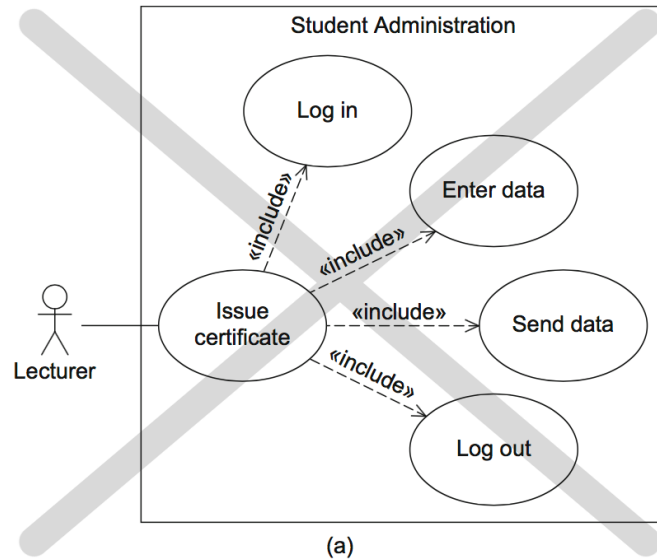 Student Administration
Log in
Enter data
«include»
«include»
Issue
certificate
«include»
Send data
Lecturer
«include»
Log out
(a)